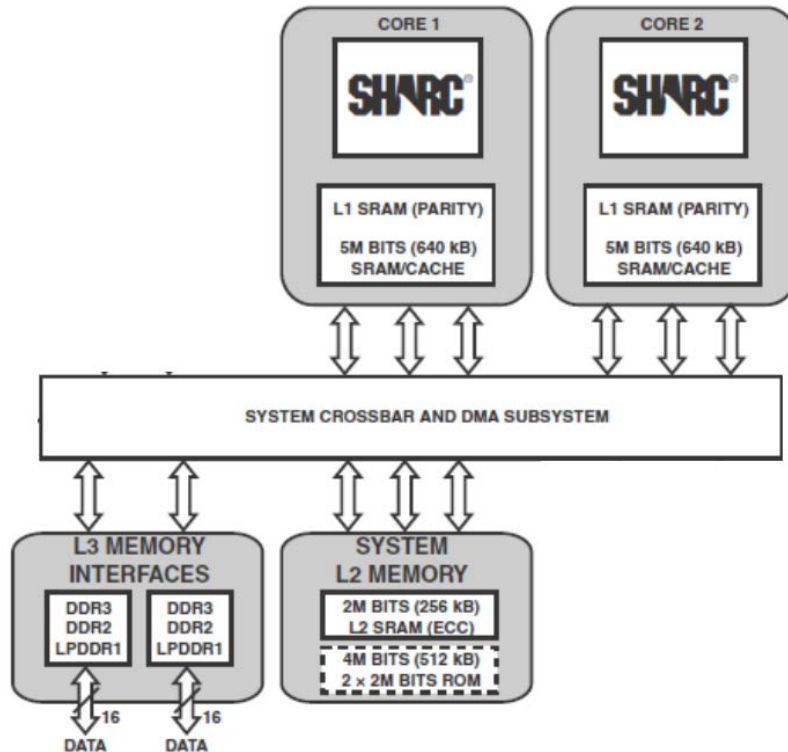 CORE 1
SHARC®
L1 SRAM (PARITY)
5M BITS (640 kB)
SRAM/CACHE
CORE 2
SHARC®
L1 SRAM (PARITY)
5M BITS (640 kB)
SRAM/CACHE
SYSTEM CROSSBAR AND DMA SUBSYSTEM
L3 MEMORY
INTERFACES
DDR3
DDR2
LPDDR1
DDR3
DDR2
LPDDR1
16
16
DATA
DATA
SYSTEM
L2 MEMORY
2M BITS (256 kB)
L2 SRAM (ECC)
4M BITS (512 kB)
2 × 2M BITS ROM